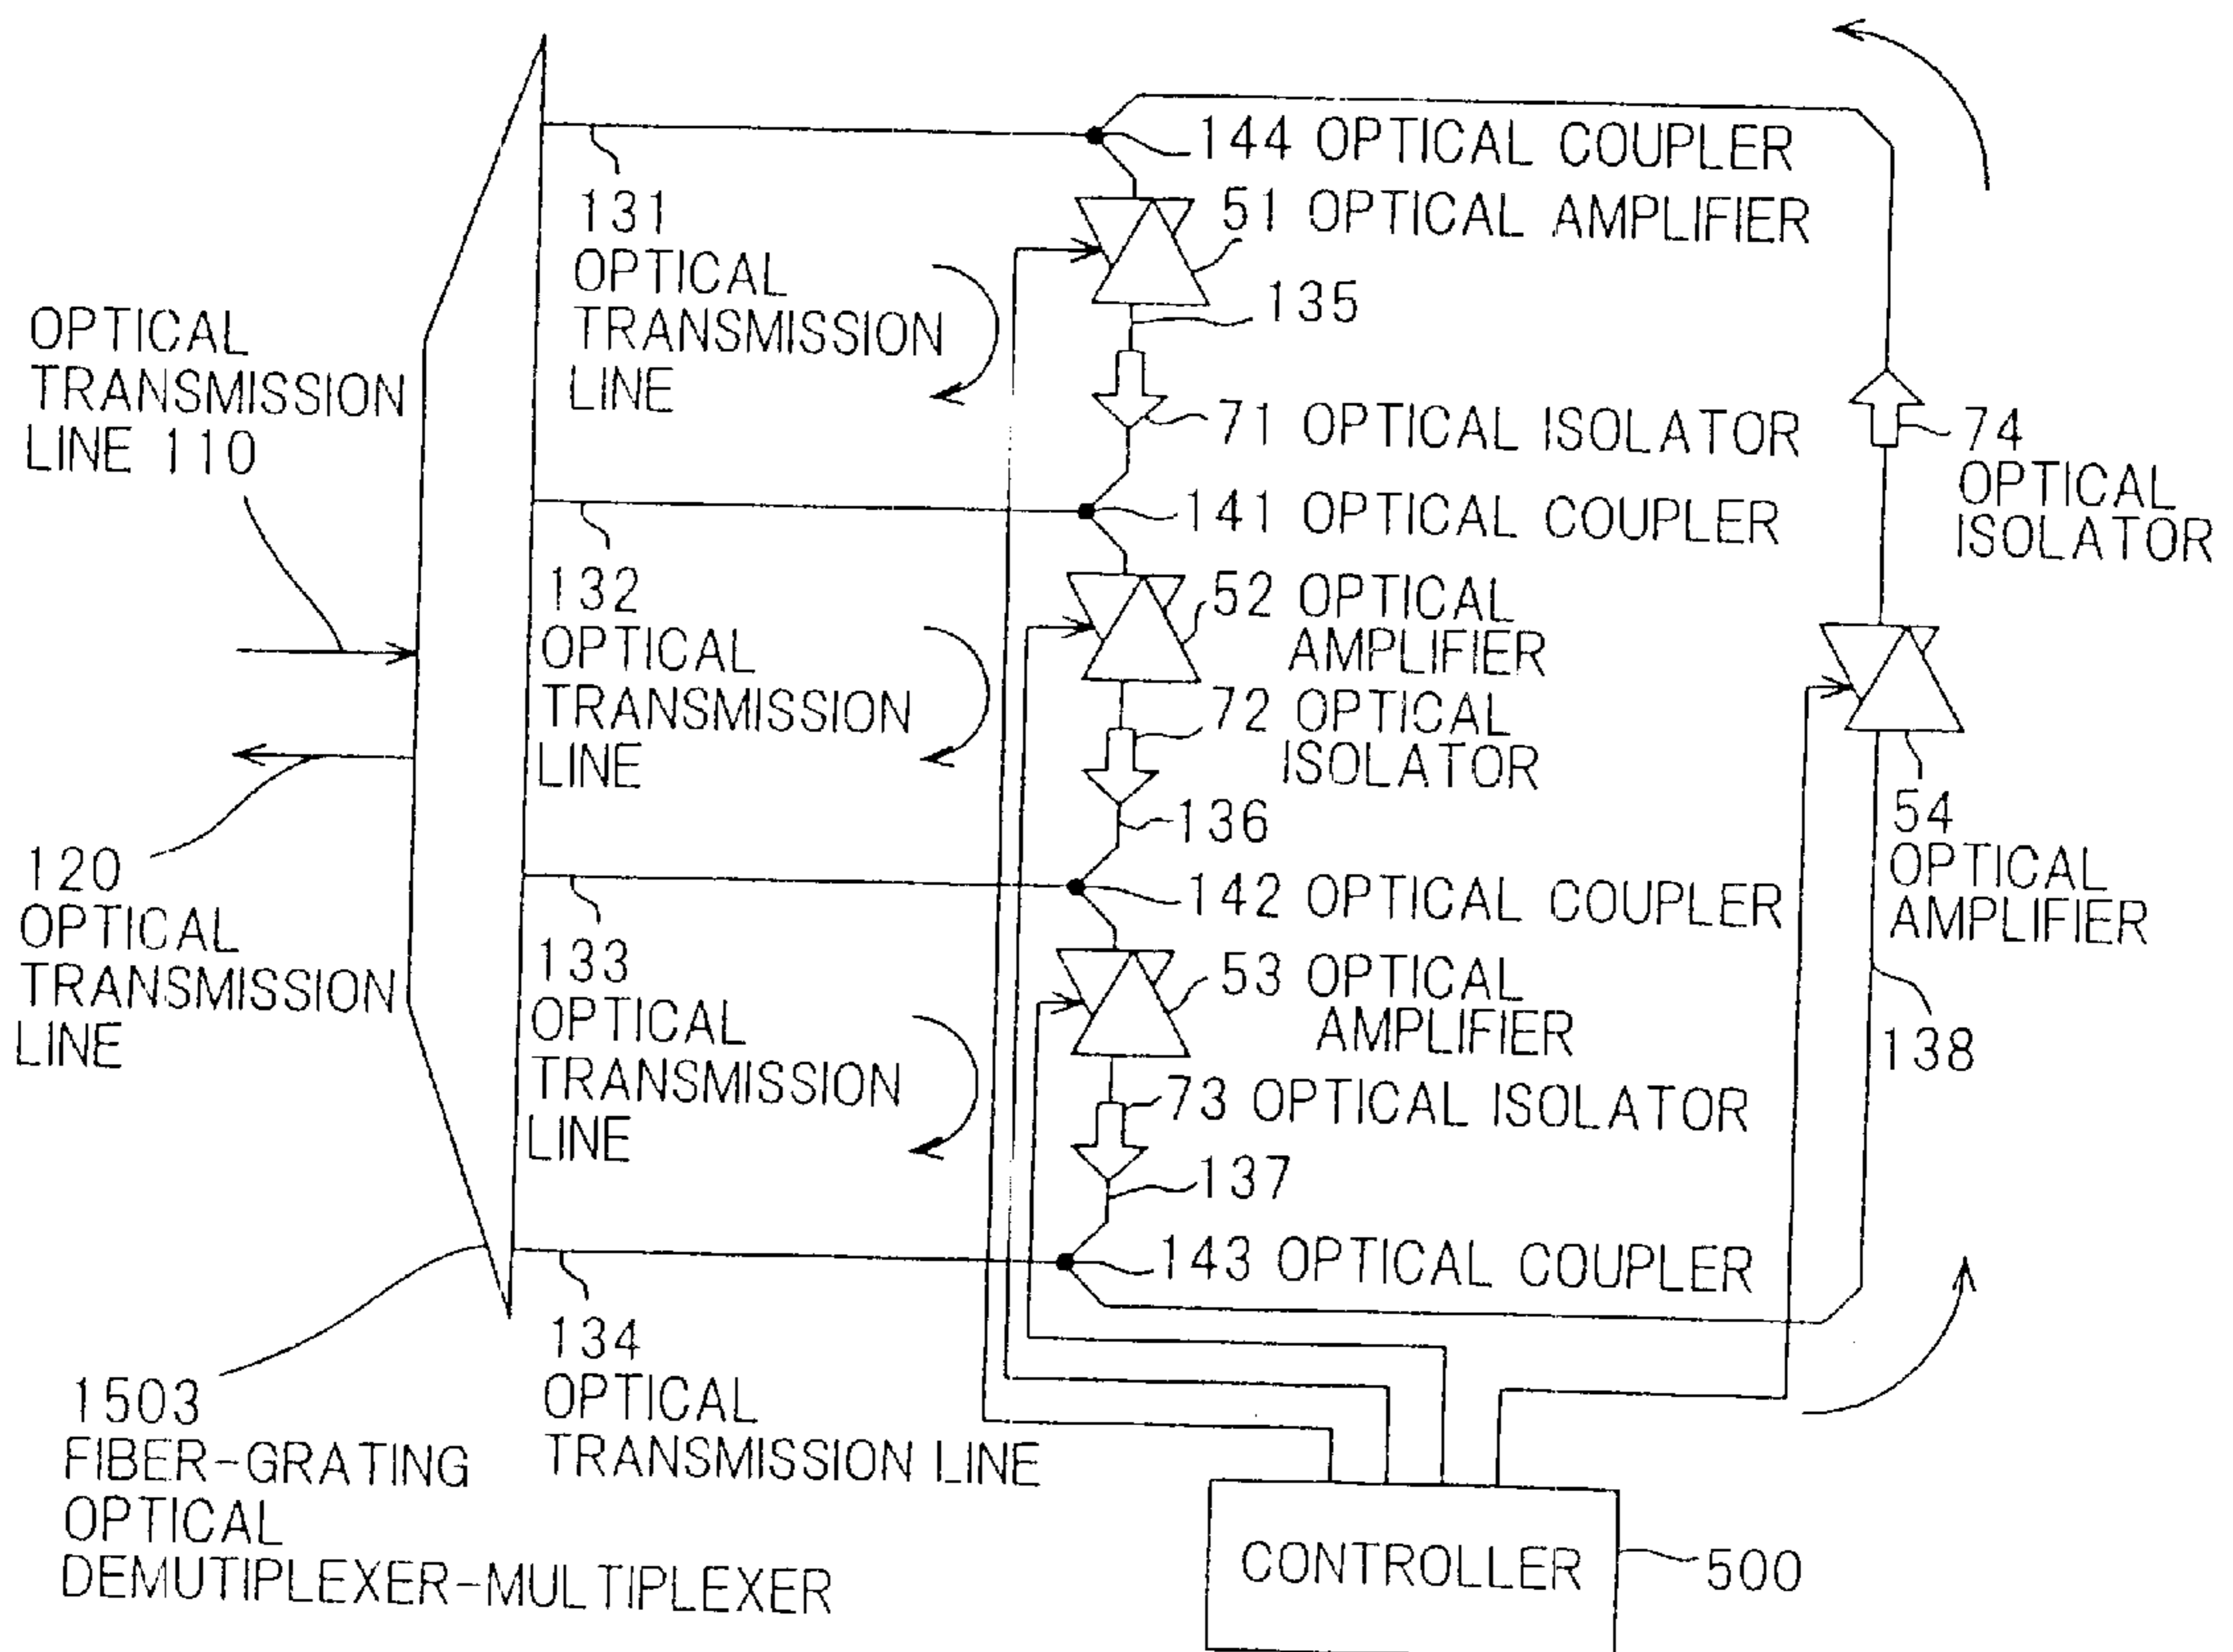 OPTICAL
TRANSMISSION
LINE 110
120
OPTICAL
TRANSMISSION
LINE
1503
FIBER-GRATING
OPTICAL
DEMUTIPLEXER-MULTIPLEXER
131
OPTICAL
TRANSMISSION
LINE
132
OPTICAL
TRANSMISSION
LINE
133
OPTICAL
TRANSMISSION
LINE
134
OPTICAL
TRANSMISSION LINE
144 OPTICAL COUPLER
51 OPTICAL AMPLIFIER
135
71 OPTICAL ISOLATOR
141 OPTICAL COUPLER
52 OPTICAL
AMPLIFIER
72 OPTICAL
ISOLATOR
136
142 OPTICAL COUPLER
53 OPTICAL
AMPLIFIER
73 OPTICAL ISOLATOR
137
143 OPTICAL COUPLER
74
OPTICAL
ISOLATOR
54
OPTICAL
AMPLIFIER
138
CONTROLLER
500